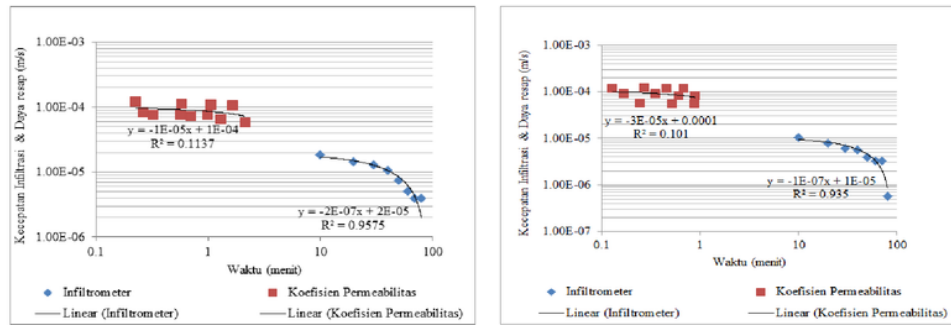 Kecepatan Infiltrasi & Daya resap (m/s)
1.00E-03
1.00E-04
1.00E-05
1.00E-06
y = -1E-05x + 1E-04
R² = 0.1137
y = -2E-07x + 2E-05
R² = 0.9575
0.1 1 10 100
Waktu (menit)
Infiltrometer Koefisien Permeabilitas
Linear (Infiltrometer) Linear (Koefisien Permeabilitas)
Kecepatan Infiltrasi & Daya resap (m/s)
1.00E-03
1.00E-04
1.00E-05
1.00E-06
1.00E-07
y = -3E-05x + 0.0001
R² = 0.101
y = -1E-07x + 1E-05
R² = 0.935
0.1 1 10 100
Waktu (menit)
Infiltrometer Koefisien Permeabilitas
Linear (Infiltrometer) Linear (Koefisien Permeabilitas)